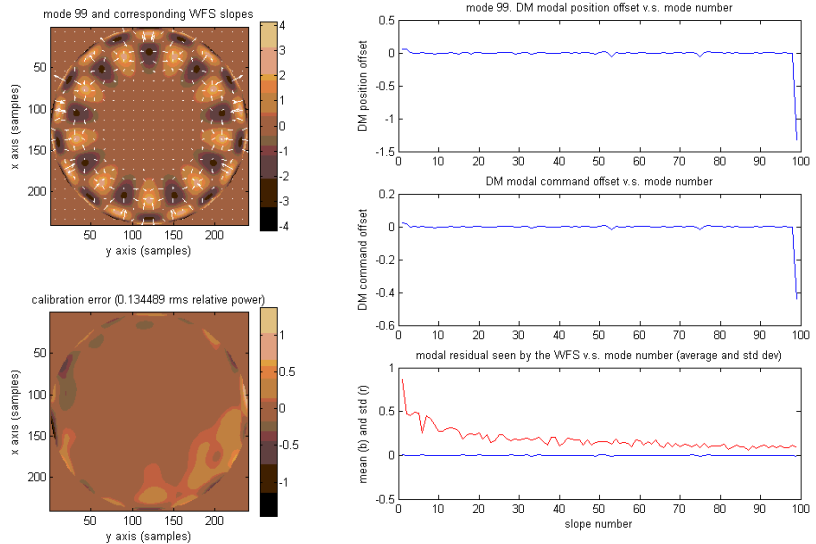 mode 99 and corresponding WFS slopes
x axis (samples)
50
100
150
200
50 100 150 200
y axis (samples)
4
3
2
1
0
-1
-2
-3
-4
mode 99. DM modal position offset v.s. mode number
DM position offset
0.5
0
-0.5
-1
-1.5
0 10 20 30 40 50 60 70 80 90 100
DM modal command offset v.s. mode number
DM command offset
0.2
0
-0.2
-0.4
-0.6
0 10 20 30 40 50 60 70 80 90 100
calibration error (0.134489 rms relative power)
x axis (samples)
50
100
150
200
50 100 150 200
y axis (samples)
1
0.5
0
-0.5
-1
modal residual seen by the WFS v.s. mode number (average and std dev)
mean (b) and std (r)
1
0.5
0
-0.5
0 10 20 30 40 50 60 70 80 90 100
slope number